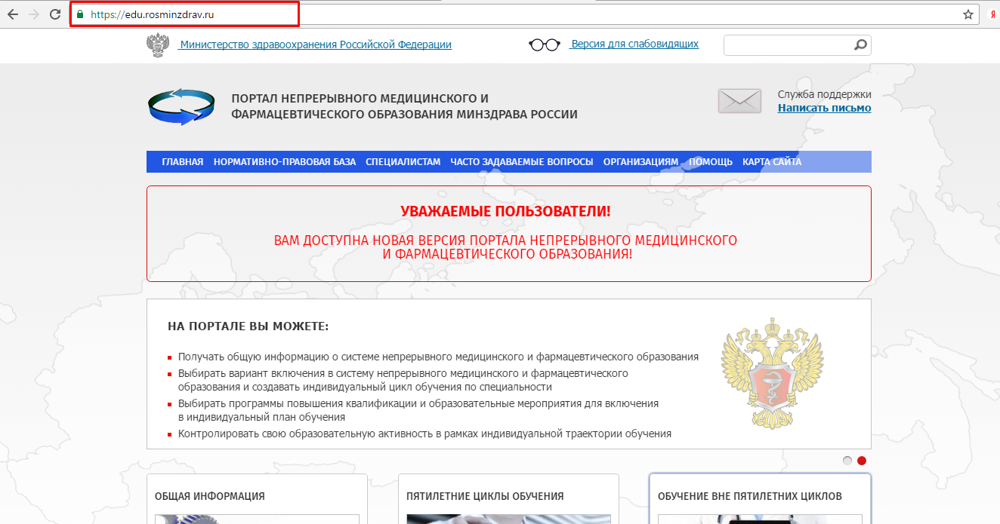 https://edu.rosminzdrav.ru
Я
Министерство здравоохранения Российской Федерации
Версия для слабовидящих
ПОРТАЛ НЕПРЕРЫВНОГО МЕДИЦИНСКОГО И
ФАРМАЦЕВТИЧЕСКОГО ОБРАЗОВАНИЯ МИНЗДРАВА РОССИИ
Служба поддержки
Написать письмо
ГЛАВНАЯ НОРМАТИВНО-ПРАВОВАЯ БАЗА СПЕЦИАЛИСТАМ ЧАСТО ЗАДАВАЕМЫЕ ВОПРОСЫ ОРГАНИЗАЦИЯМ ПОМОЩЬ КАРТА САЙТА
УВАЖАЕМЫЕ ПОЛЬЗОВАТЕЛИ!
ВАМ ДОСТУПНА НОВАЯ ВЕРСИЯ ПОРТАЛА НЕПРЕРЫВНОГО МЕДИЦИНСКОГО
И ФАРМАЦЕВТИЧЕСКОГО ОБРАЗОВАНИЯ!
НА ПОРТАЛЕ ВЫ МОЖЕТЕ:
Получать общую информацию о системе непрерывного медицинского и фармацевтического образования
Выбирать вариант включения в систему непрерывного медицинского и фармацевтического
образования и создавать индивидуальный цикл обучения по специальности
Выбирать программы повышения квалификации и образовательные мероприятия для включения
в индивидуальный план обучения
Контролировать свою образовательную активность в рамках индивидуальной траектории обучения
ОБЩАЯ ИНФОРМАЦИЯ
ПЯТИЛЕТНИЕ ЦИКЛЫ ОБУЧЕНИЯ
ОБУЧЕНИЕ ВНЕ ПЯТИЛЕТНИХ ЦИКЛОВ